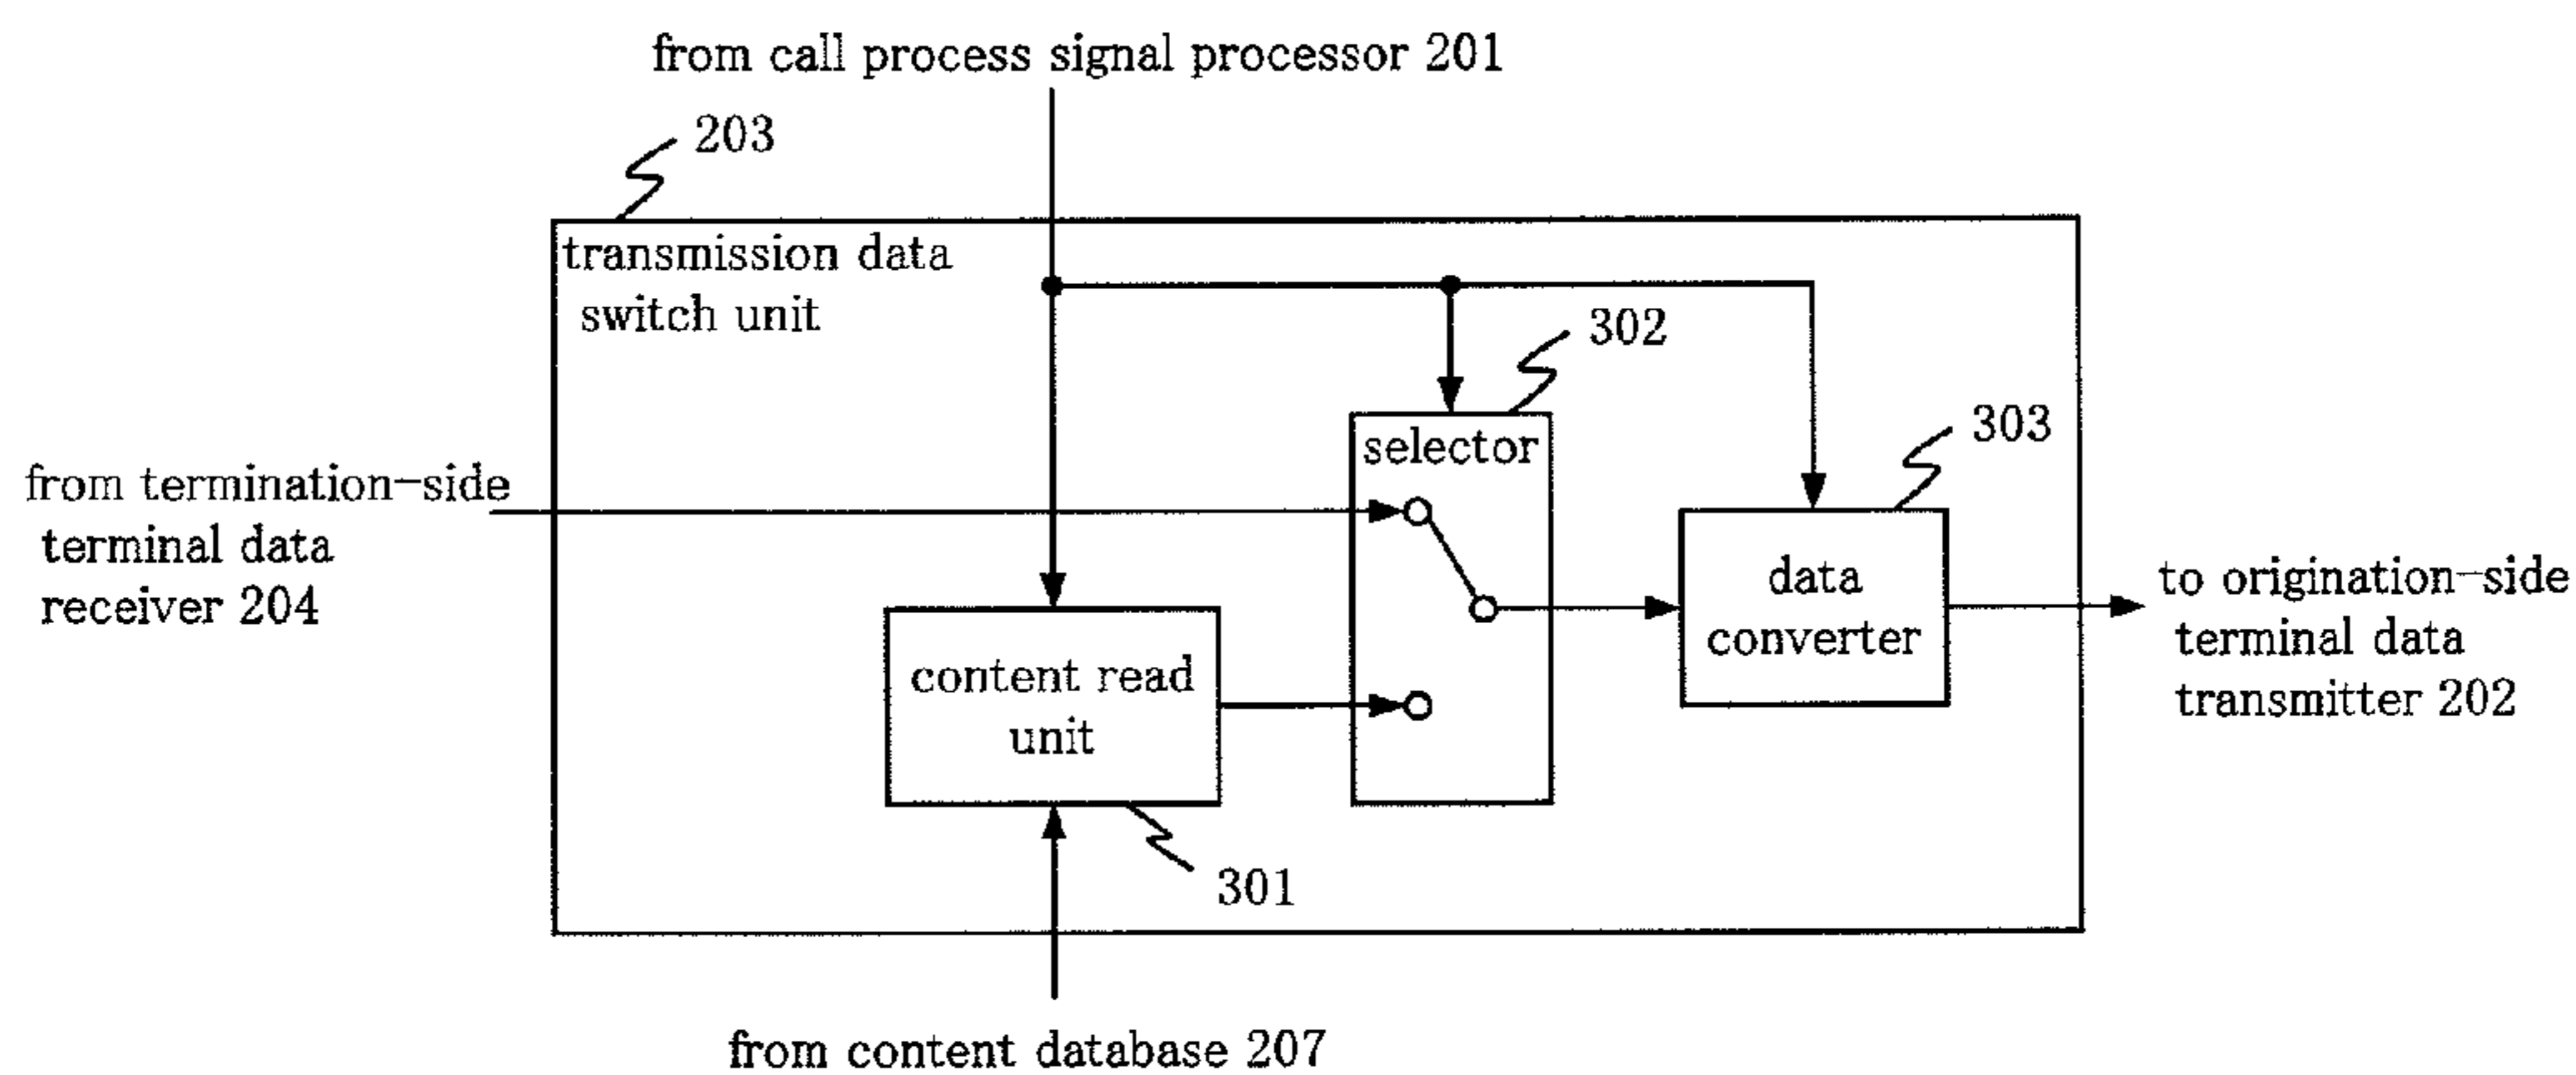 from call process signal processor 201
203
transmission data
switch unit
302
selector
303
from termination-side
terminal data
receiver 204
data
converter
to origination-side
terminal data
transmitter 202
content read
unit
301
from content database 207